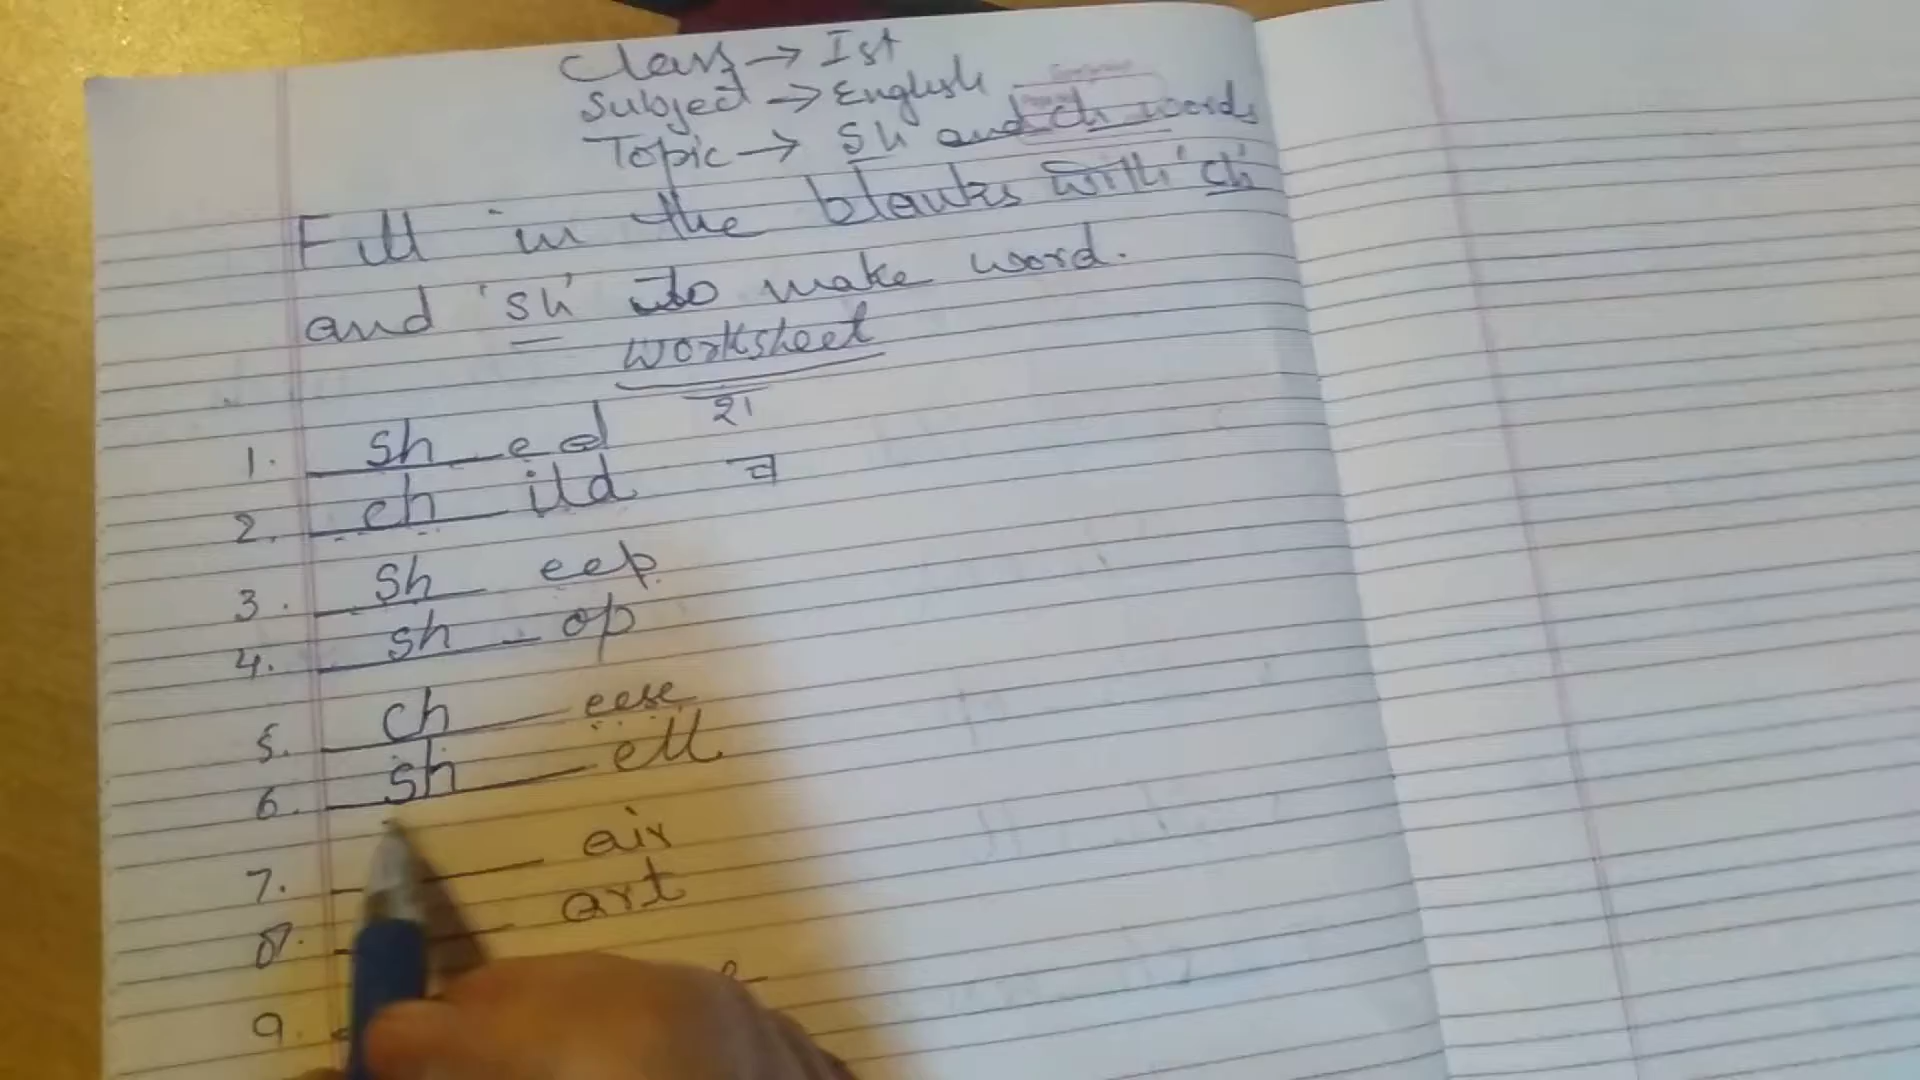 Class → Ist
Subject → English
Topic → Sh and ch words
Fill in the blanks with 'ch'
and 'sh' to make word.
Worksheet
श
1. sh ed
च
2. ch ild
3. sh eep
4. sh op
5. ch eese
6. sh ell
7. ___ air
8. ___ art
9.